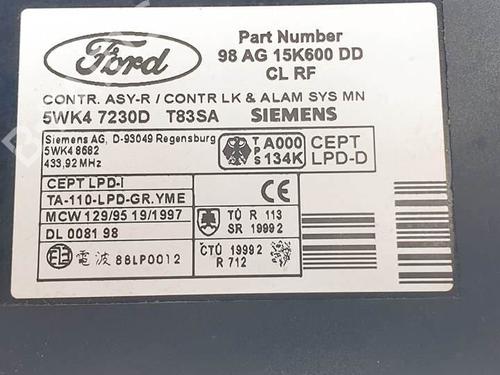 Ford
Part Number
98 AG 15K600 DD
CL RF
CONTR. ASY-R / CONTR LK & ALAM SYS MN
5WK4 7230D T83SA SIEMENS
Siemens AG, D-93049 Regensburg
5WK4 8682
433,92 MHz
T P S
A000
134K
CEPT
LPD-D
CEPT LPD-I
TA-110-LPD-GR.YME
MCW 129/95 19/1997
DL 0081 98
電波 88LP0012
CE
TÚ R 113
SR 1999 2
ČTÚ 1999 2
R 712